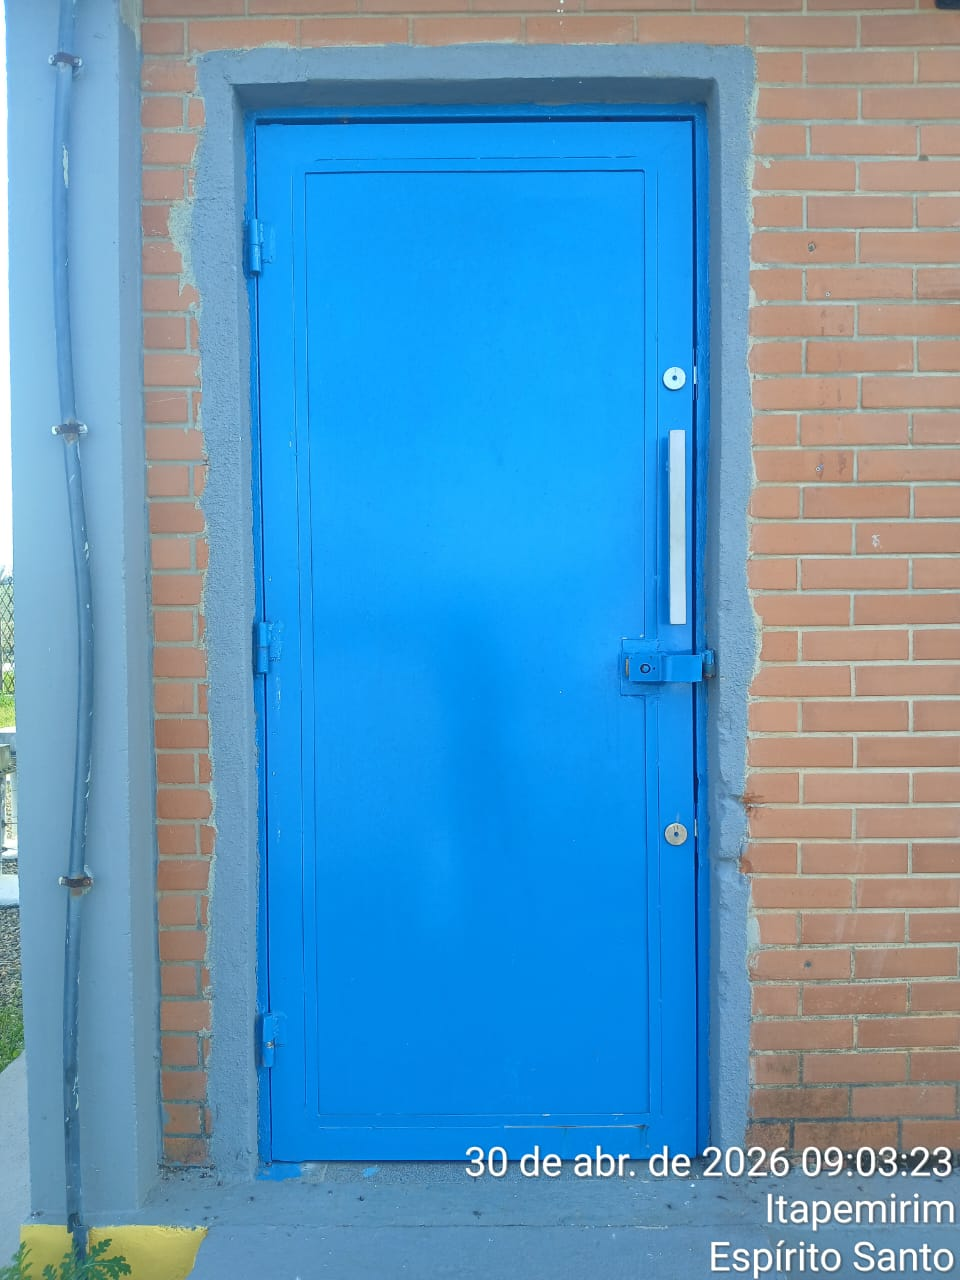 30 de abr. de 2026 09:03:23
Itapemirim
Espírito Santo